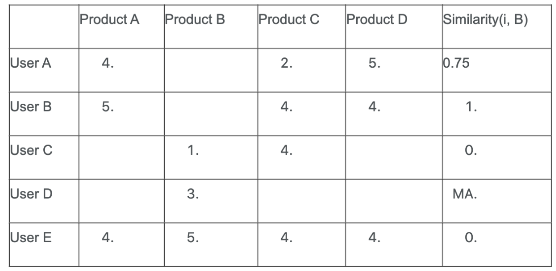 Product A Product B Product C Product D Similarity(i, B)
User A 4. 2. 5. 0.75
User B 5. 4. 4. 1.
User C 1. 4. 0.
User D 3. MA.
User E 4. 5. 4. 4. 0.